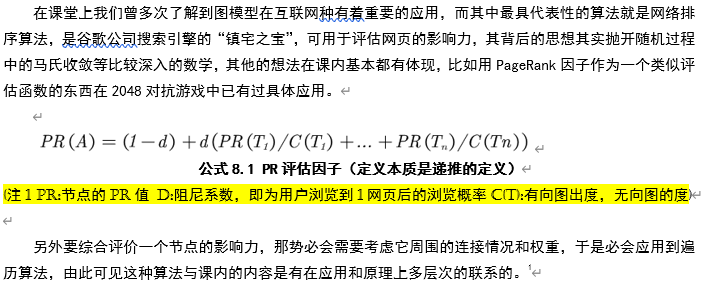 在课堂上我们曾多次了解到图模型在互联网种有着重要的应用，而其中最具代表性的算法就是网络排
序算法，是谷歌公司搜索引擎的“镇宅之宝”，可用于评估网页的影响力，其背后的思想其实抛开随机过程
中的马氏收敛等比较深入的数学，其他的想法在课内基本都有体现，比如用 PageRank 因子作为一个类似评
估函数的东西在 2048 对抗游戏中已有过具体应用。
PR(A) = (1−d) + d(PR(T₁)/C(T₁) +...+ PR(Tₙ)/C(Tn))
公式 8.1 PR 评估因子（定义本质是递推的定义）
(注 1 PR:节点的 PR 值 D:阻尼系数，即为用户浏览到 1 网页后的浏览概率 C(T):有向图出度，无向图的度)
另外要综合评价一个节点的影响力，那势必会需要考虑它周围的连接情况和权重，于是必会应用到遍
历算法，由此可见这种算法与课内的内容是有在应用和原理上多层次的联系的。¹